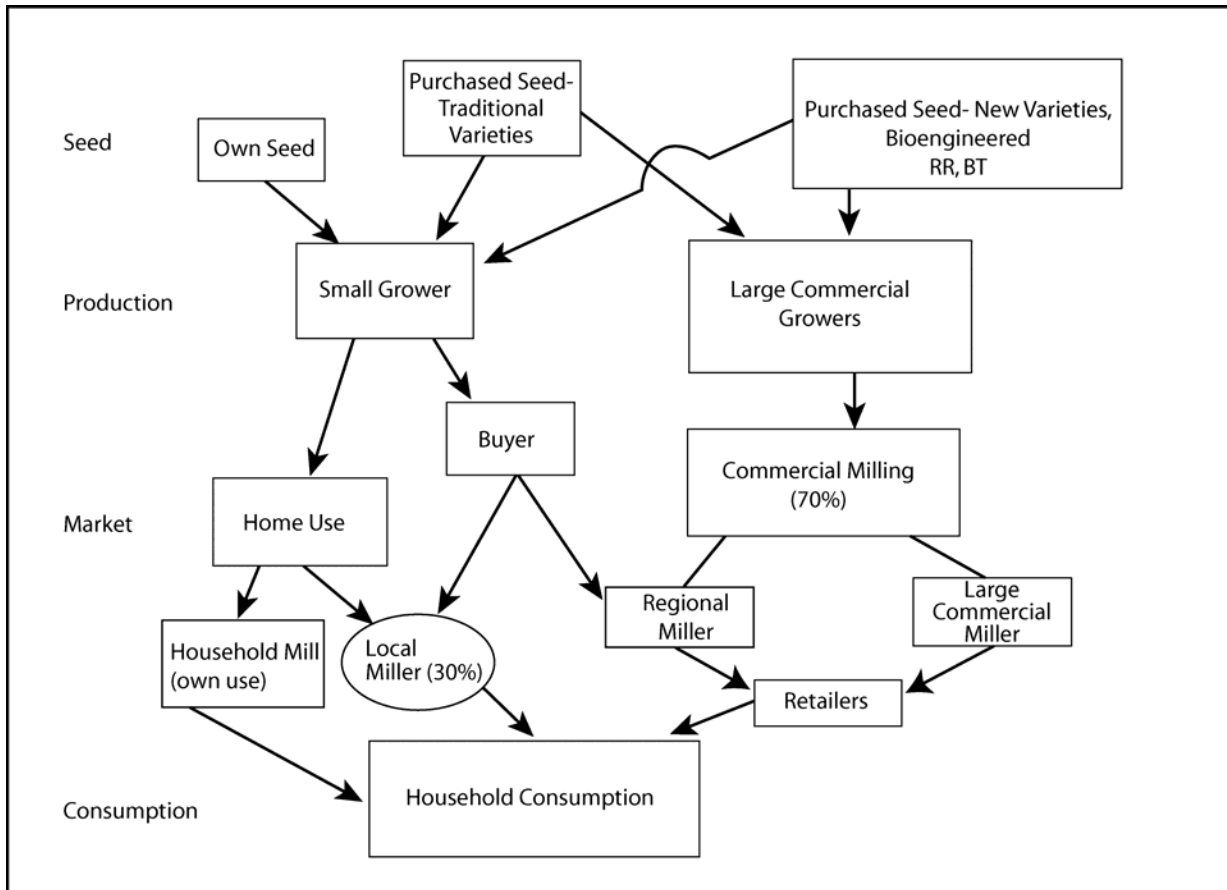 Seed
Own Seed
Purchased Seed-
Traditional
Varieties
Purchased Seed- New Varieties,
Bioengineered
RR, BT
Production
Small Grower
Large Commercial
Growers
Buyer
Commercial Milling
(70%)
Market
Home Use
Household Mill
(own use)
Local
Miller (30%)
Regional
Miller
Large
Commercial
Miller
Retailers
Consumption
Household Consumption